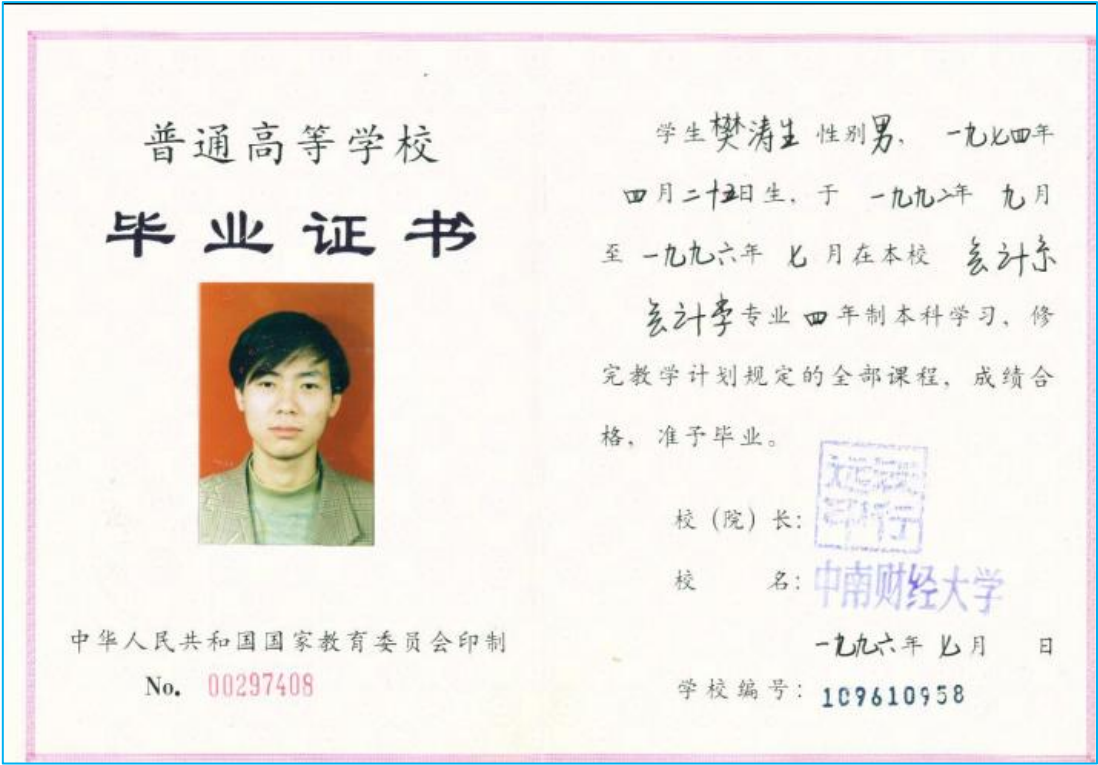 普通高等学校
毕业证书
中华人民共和国国家教育委员会印制
No. 00297408
学生樊涛生 性别男, 一九七四年
四月二十五日生, 于 一九九二年 九月
至 一九九六年 七月在本校 会计系
会计学专业 四年制本科学习, 修
完教学计划规定的全部课程, 成绩合
格, 准予毕业。
校(院)长:
校 名: 中南财经大学
一九九六年 七月 日
学校编号: 109610958